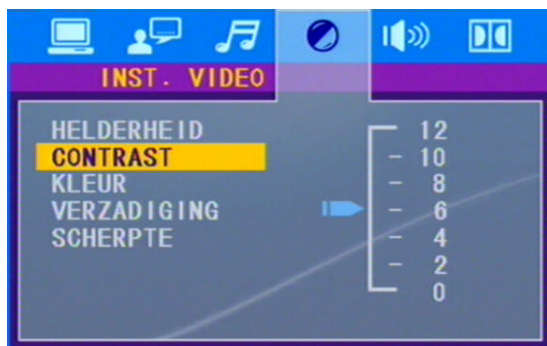 INST. VIDEO
HELDERHEID
CONTRAST
KLEUR
VERZADIGING
SCHERPTE
12
10
8
6
4
2
0